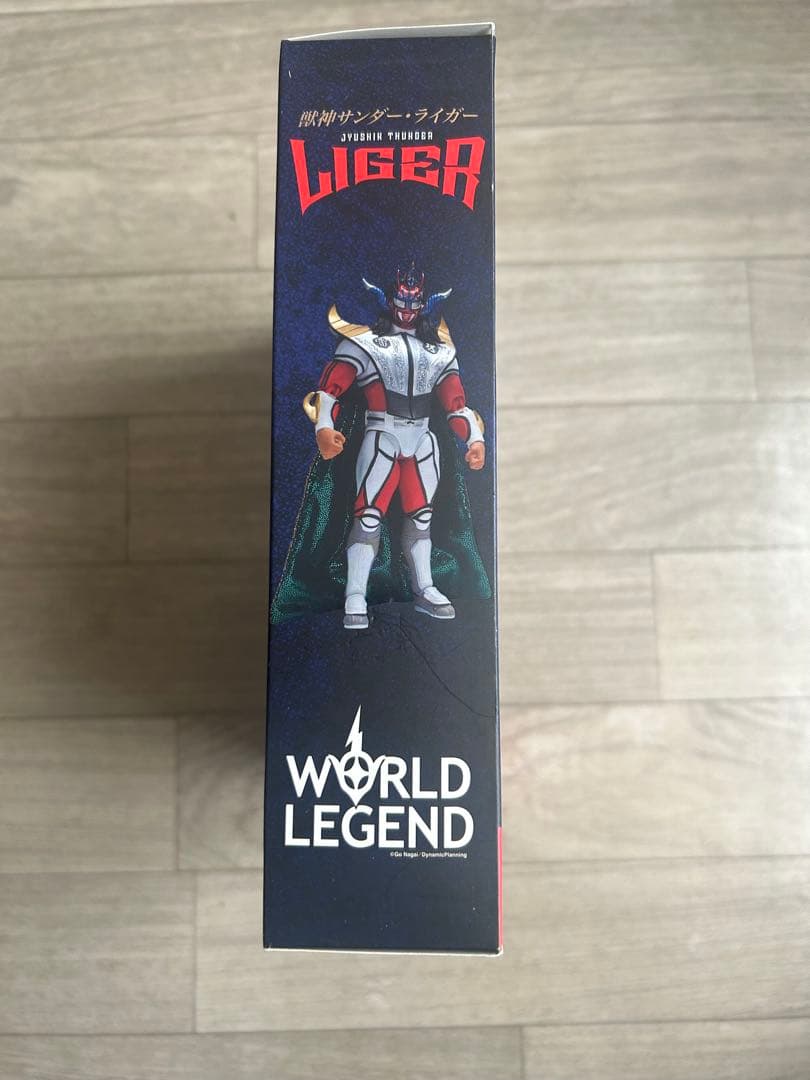 獣神サンダー・ライガー
JYUSHIN THUNDER
LIGER
WORLD
LEGEND
©Go Nagai/DynamicPlanning